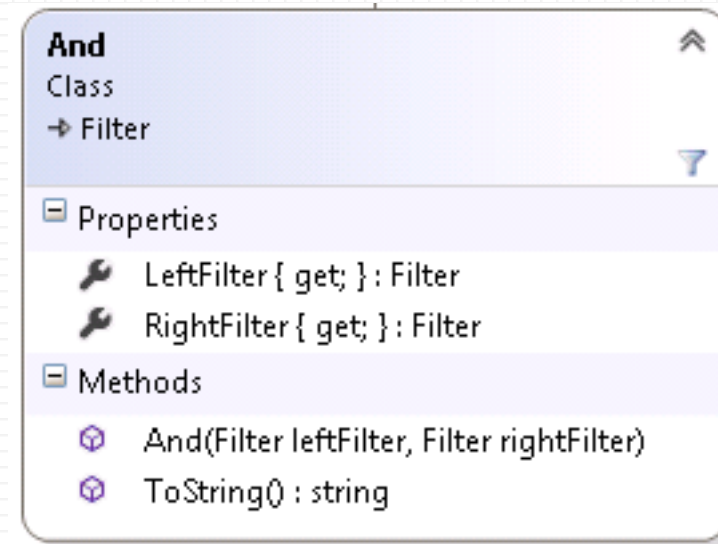 And
Class
Filter
Properties
LeftFilter { get; } : Filter
RightFilter { get; } : Filter
Methods
And(Filter leftFilter, Filter rightFilter)
ToString() : string